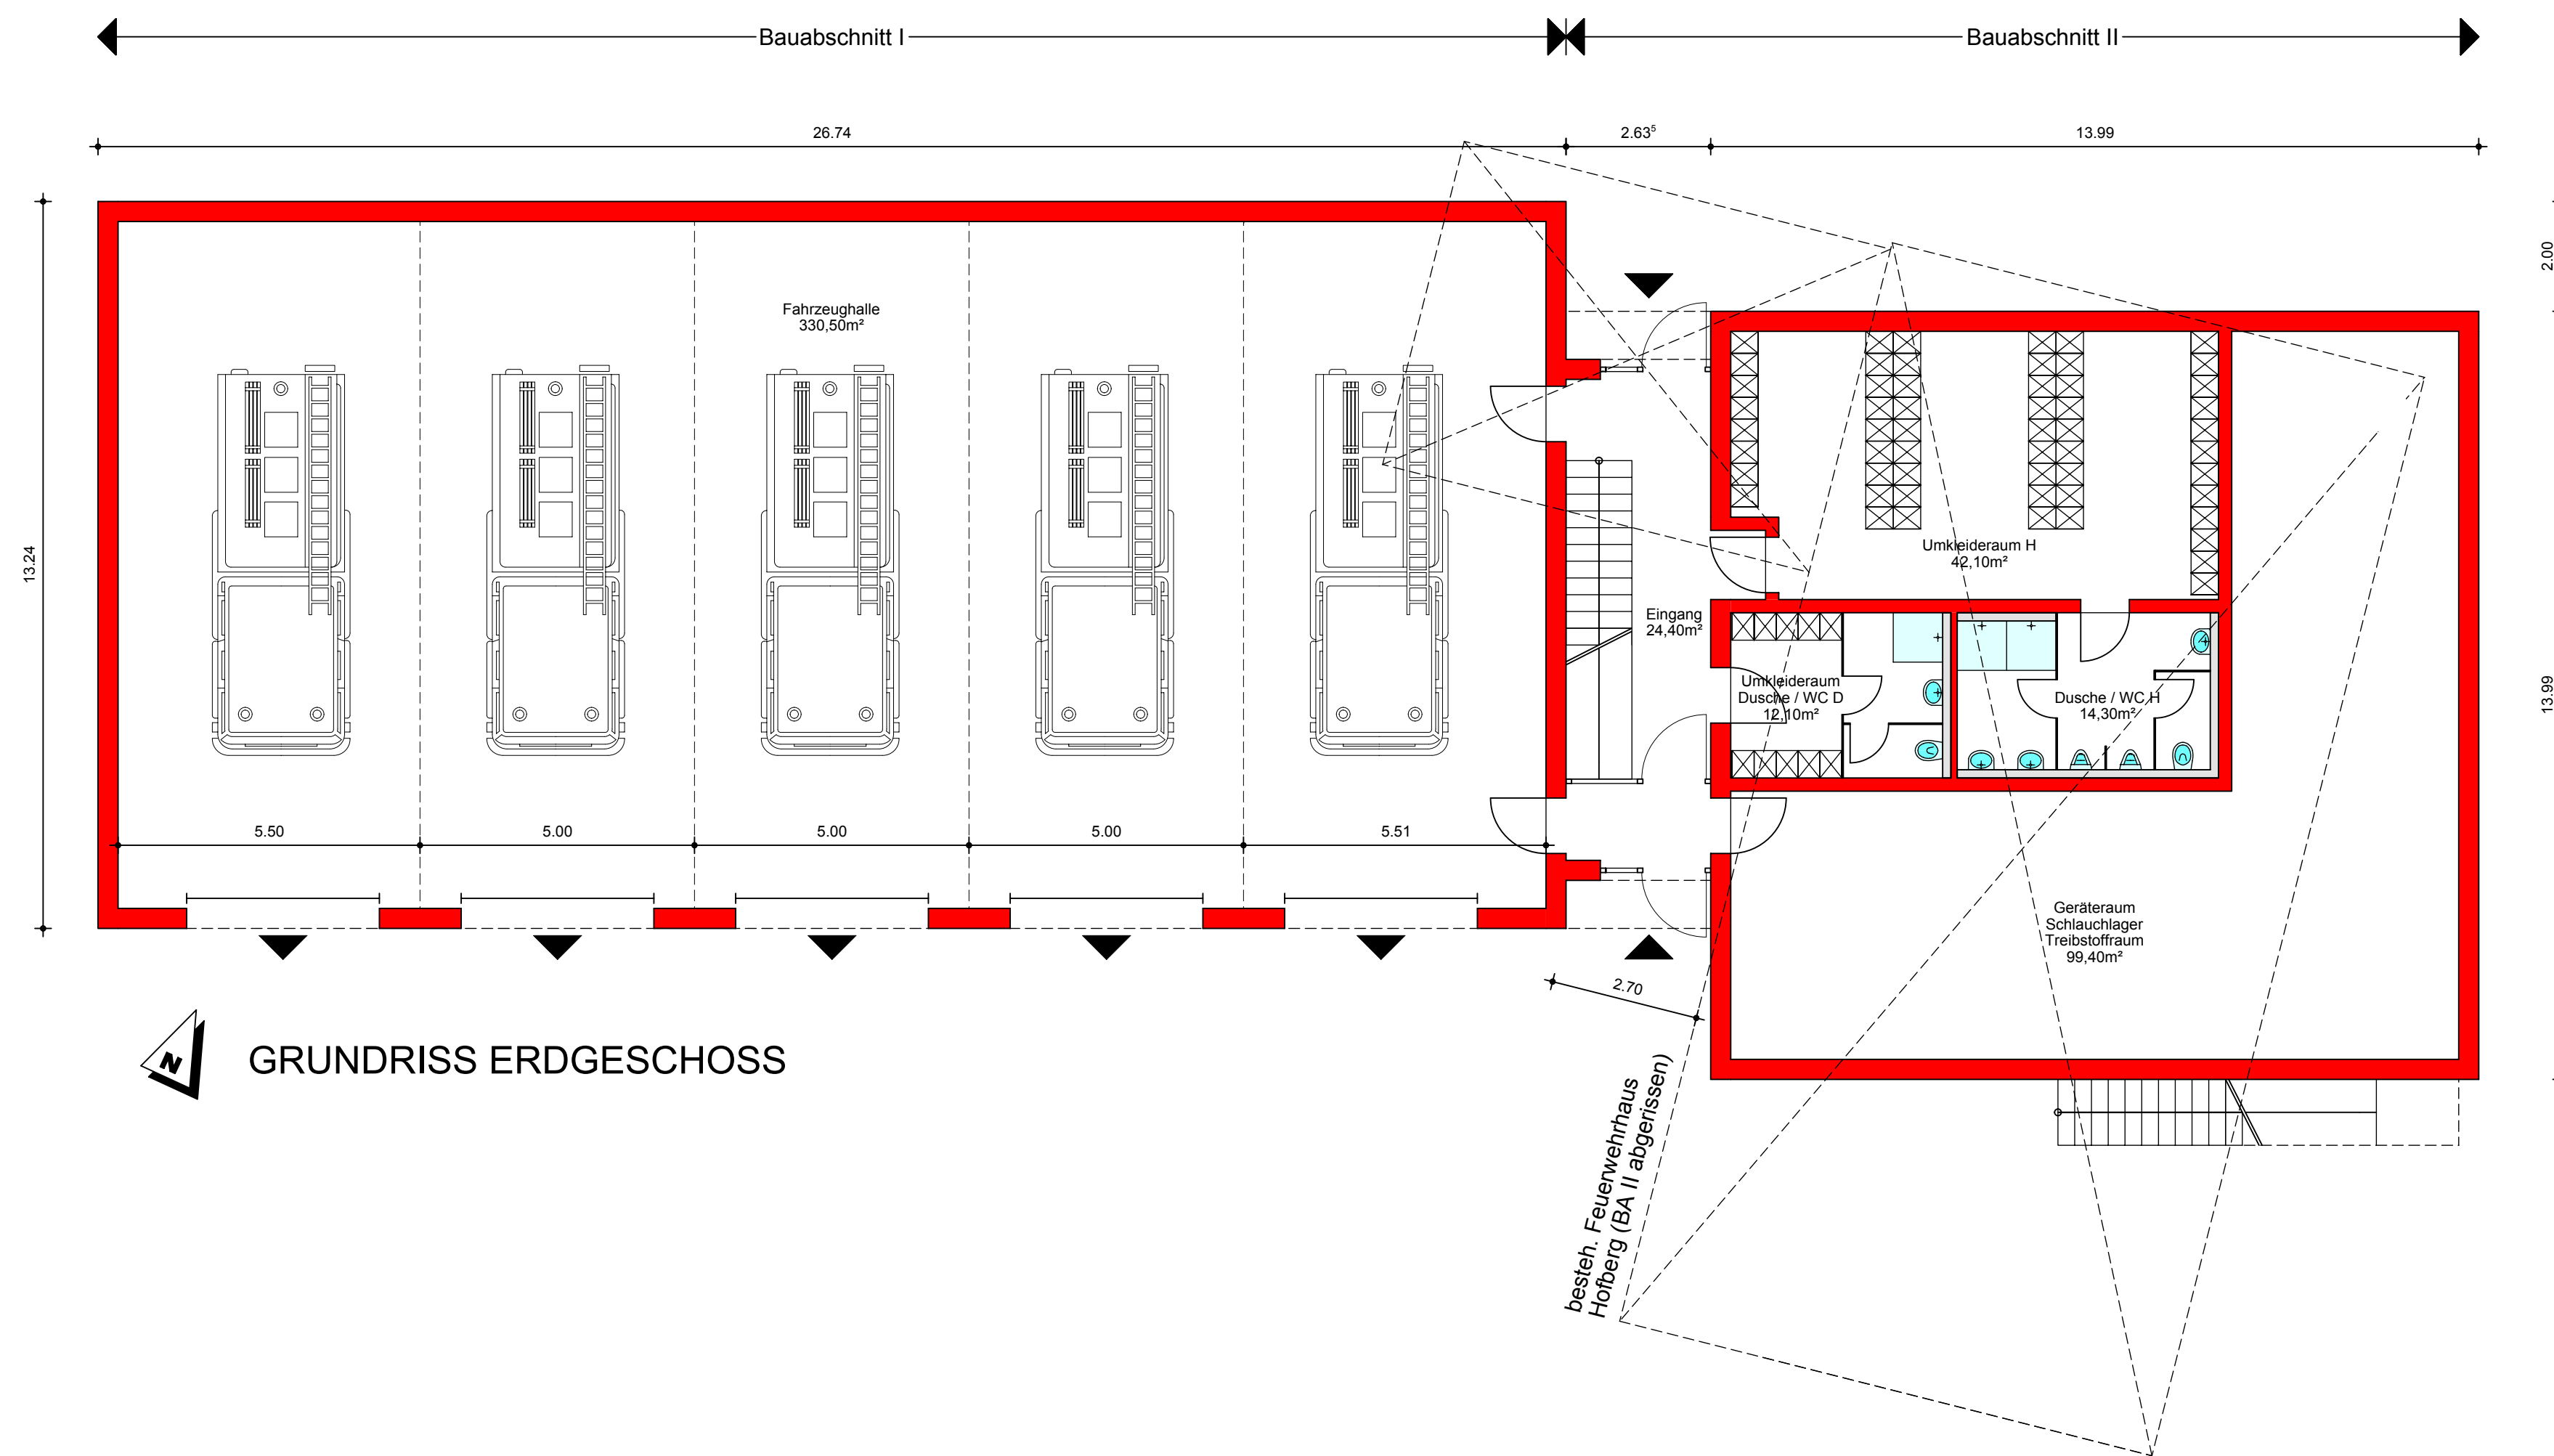 Bauabschnitt I
Bauabschnitt II
26.74
2.63⁵
13.99
2.00
13.24
13.99
Fahrzeughalle
330,50m²
Umkleideraum H
42,10m²
Eingang
24,40m²
Umkleideraum
Dusche / WC D
12,10m²
Dusche / WC H
14,30m²
5.50
5.00
5.00
5.00
5.51
Geräteraum
Schlauchlager
Treibstoffraum
99,40m²
2.70
N
GRUNDRISS ERDGESCHOSS
besteh. Feuerwehrhaus
Hofberg (BA II abgerissen)